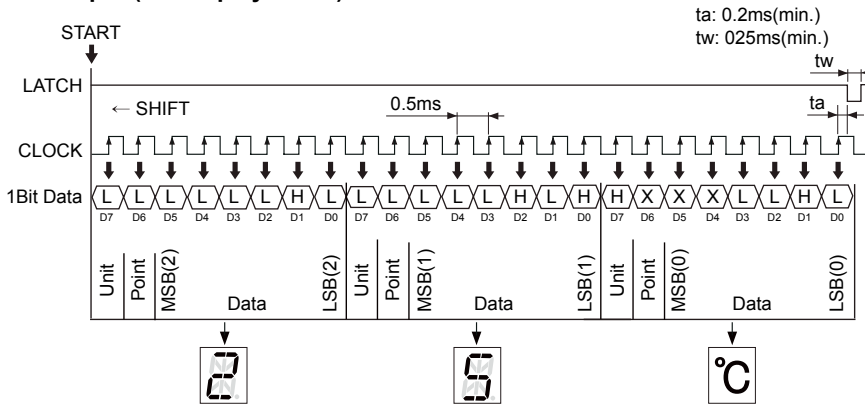 ta: 0.2ms(min.)
START
tw: 025ms(min.)
tw
LATCH
← SHIFT
0.5ms
ta
CLOCK
1Bit Data L L L L L L H L L L L L L H L H H X X X L L H L
D7 D6 D5 D4 D3 D2 D1 D0 D7 D6 D5 D4 D3 D2 D1 D0 D7 D6 D5 D4 D3 D2 D1 D0
Unit Point MSB(2) Data LSB(2) Unit Point MSB(1) Data LSB(1) Unit Point MSB(0) Data LSB(0)
2 5 °C